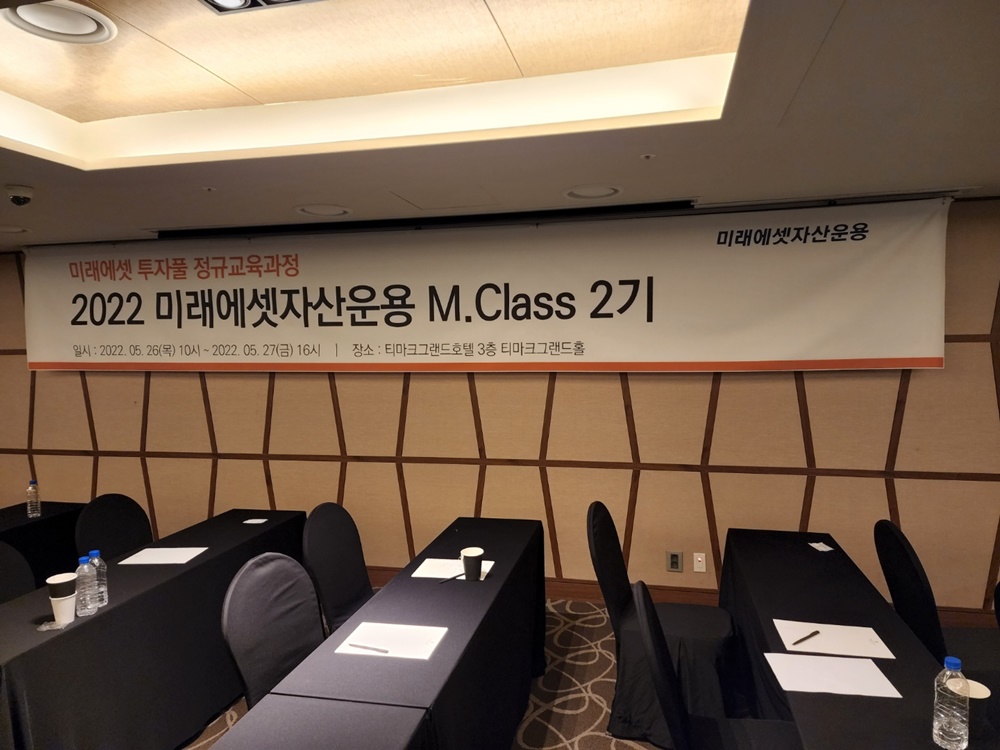 미래에셋자산운용
미래에셋 투자풀 정규교육과정
2022 미래에셋자산운용 M.Class 2기
일시 : 2022. 05. 26(목) 10시 ~ 2022. 05. 27(금) 16시 | 장소 : 티마크그랜드호텔 3층 티마크그랜드홀